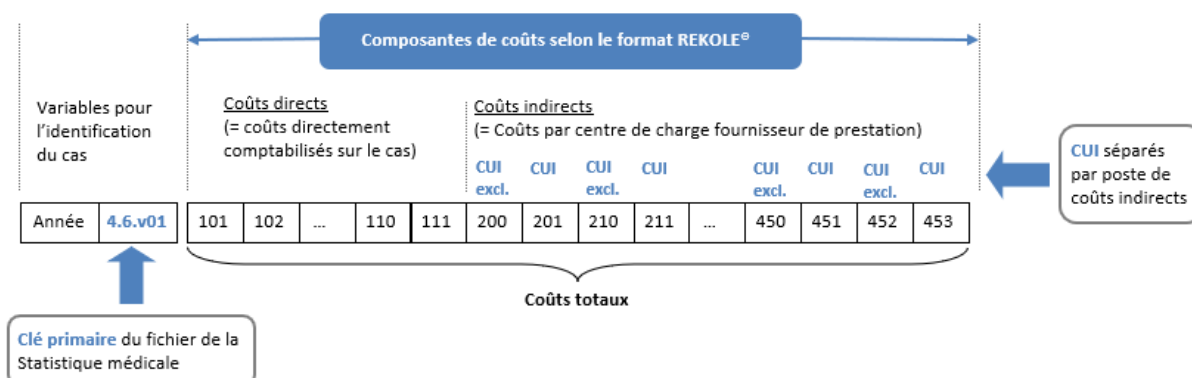 Composantes de coûts selon le format REKOLE®
Variables pour
l'identification
du cas
Coûts directs
(= coûts directement
comptabilisés sur le cas)
Coûts indirects
(= Coûts par centre de charge fournisseur de prestation)
CUI excl.
CUI
CUI excl.
CUI
CUI excl.
CUI
CUI excl.
CUI
CUI séparés
par poste de
coûts indirects
Année 4.6.v01 101 102 ... 110 111 200 201 210 211 ... 450 451 452 453
Coûts totaux
Clé primaire du fichier de la
Statistique médicale